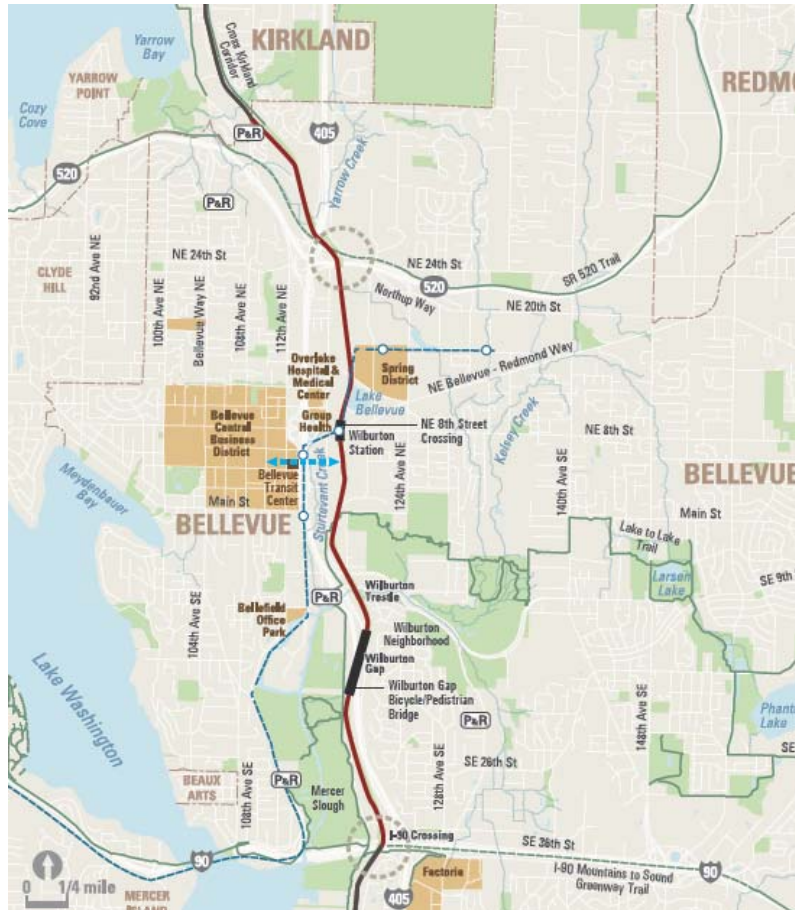 KIRKLAND
Yarrow
Bay
Cross Kirkland
Corridor
YARROW
POINT
REDMO
Cozy
Cove
P&R
405
Yarrow Creek
520
P&R
NE 24th St
NE 24th St
520
SR 520 Trail
CLYDE
HILL
92nd Ave NE
100th Ave NE
Bellevue Way NE
108th Ave NE
112th Ave NE
Northup Way
NE 20th St
Overlake
Hospital &
Medical
Center
Spring
District
NE Bellevue - Redmond Way
Lake
Bellevue
Bellevue
Central
Business
District
Group
Health
NE 8th Street
Crossing
Wilburton
Station
Kelsey Creek
NE 8th St
124th Ave NE
140th Ave SE
BELLEVUE
Meydenbauer
Bay
Bellevue
Transit
Center
Sturtevant Creek
Main St
Main St
BELLEVUE
Lake to Lake
Trail
Larson
Lake
SE 9th
Wilburton
Trestle
P&R
104th Ave SE
Bellefield
Office
Park
Wilburton
Neighborhood
Wilburton
Gap
Wilburton Gap
Bicycle/Pedistrian
Bridge
Lake Washington
P&R
148th Ave SE
Phant
Lake
SE
128th Ave SE
SE 26th St
P&R
BEAUX
ARTS
108th Ave SE
Mercer
Slough
I-90 Crossing
SE 36th St
90
I-90 Mountains to Sound
Greenway Trail
90
Factoria
405
0 1/4 mile
MERCER
ISLAND